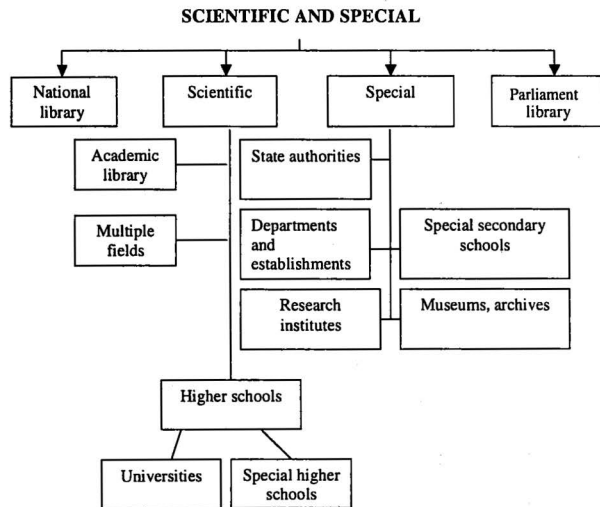 SCIENTIFIC AND SPECIAL
National
library
Scientific
Special
Parliament
library
Academic
library
State authorities
Multiple
fields
Departments
and
establishments
Special secondary
schools
Research
institutes
Museums, archives
Higher schools
Universities
Special higher
schools